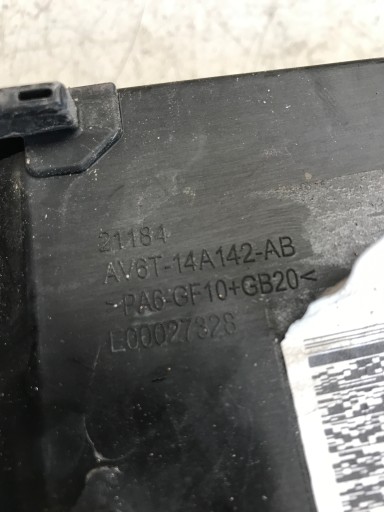 21184
AV6T-14A142-AB
>PA6-GF10+GB20<
L00027328